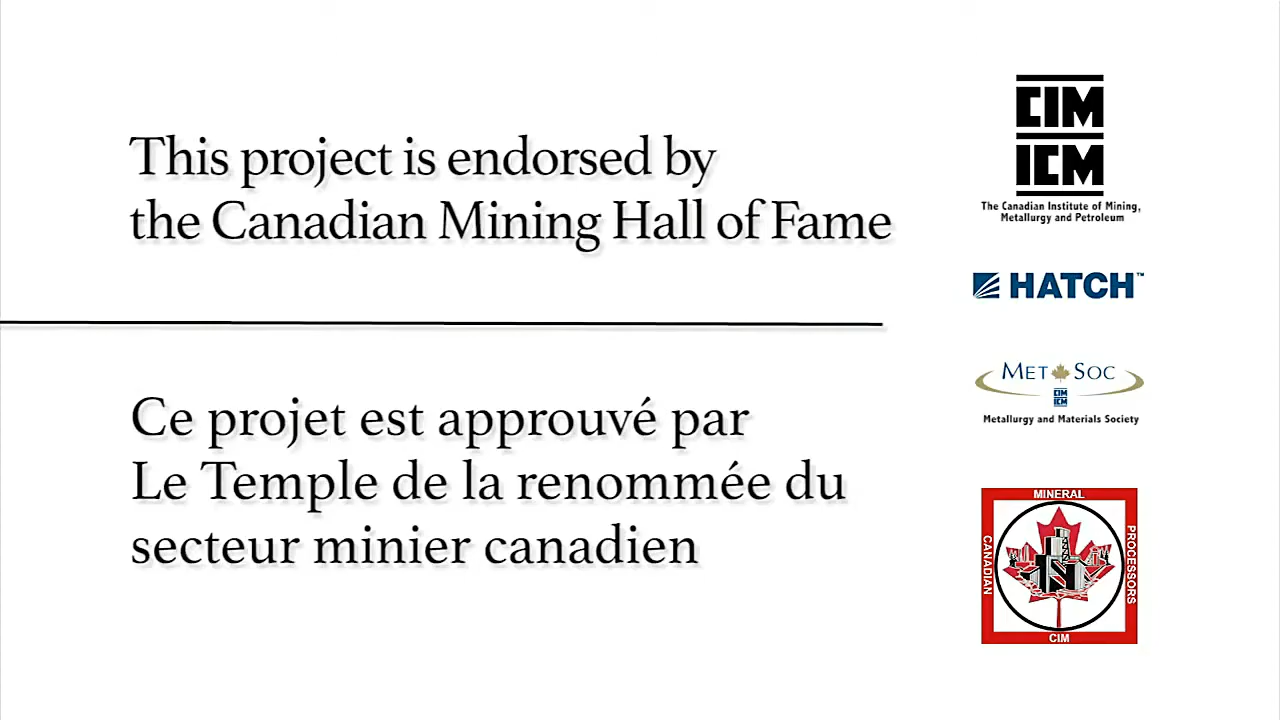 This project is endorsed by
the Canadian Mining Hall of Fame
Ce projet est approuvé par
Le Temple de la renommée du
secteur minier canadien
CIM
ICM
The Canadian Institute of Mining,
Metallurgy and Petroleum
HATCH™
MET SOC
CIM
ICM
Metallurgy and Materials Society
MINERAL
CANADIAN
PROCESSORS
CIM